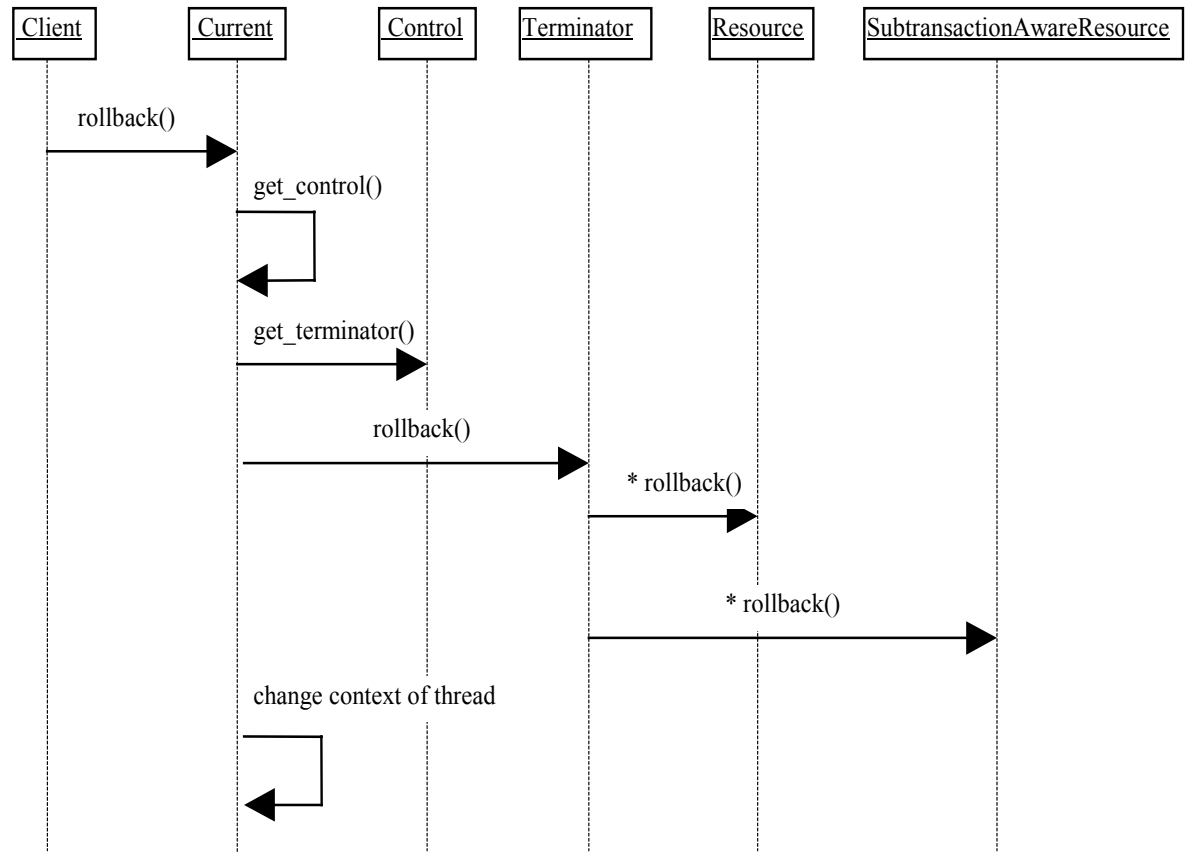 Client
Current
Control
Terminator
Resource
SubtransactionAwareResource
rollback()
get_control()
get_terminator()
rollback()
* rollback()
* rollback()
change context of thread